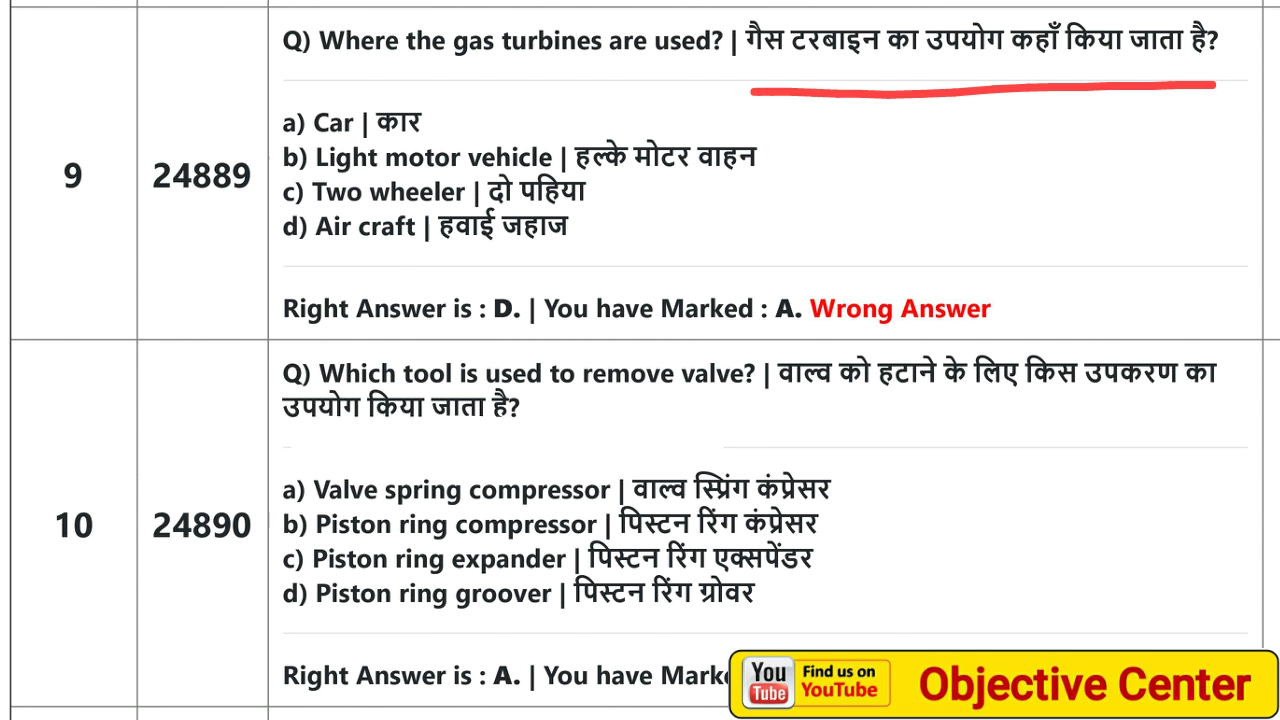 Q) Where the gas turbines are used? | गैस टरबाइन का उपयोग कहाँ किया जाता है?
a) Car | कार
b) Light motor vehicle | हल्के मोटर वाहन
c) Two wheeler | दो पहिया
d) Air craft | हवाई जहाज
9
24889
Right Answer is : D. | You have Marked : A. Wrong Answer
Q) Which tool is used to remove valve? | वाल्व को हटाने के लिए किस उपकरण का
उपयोग किया जाता है?
a) Valve spring compressor | वाल्व स्प्रिंग कंप्रेसर
b) Piston ring compressor | पिस्टन रिंग कंप्रेसर
10
24890
c) Piston ring expander | पिस्टन रिंग एक्सपेंडर
d) Piston ring groover | पिस्टन रिंग ग्रोवर
Right Answer is : A. | You have Marke
You
Tube
Find us on
YouTube
Objective Center